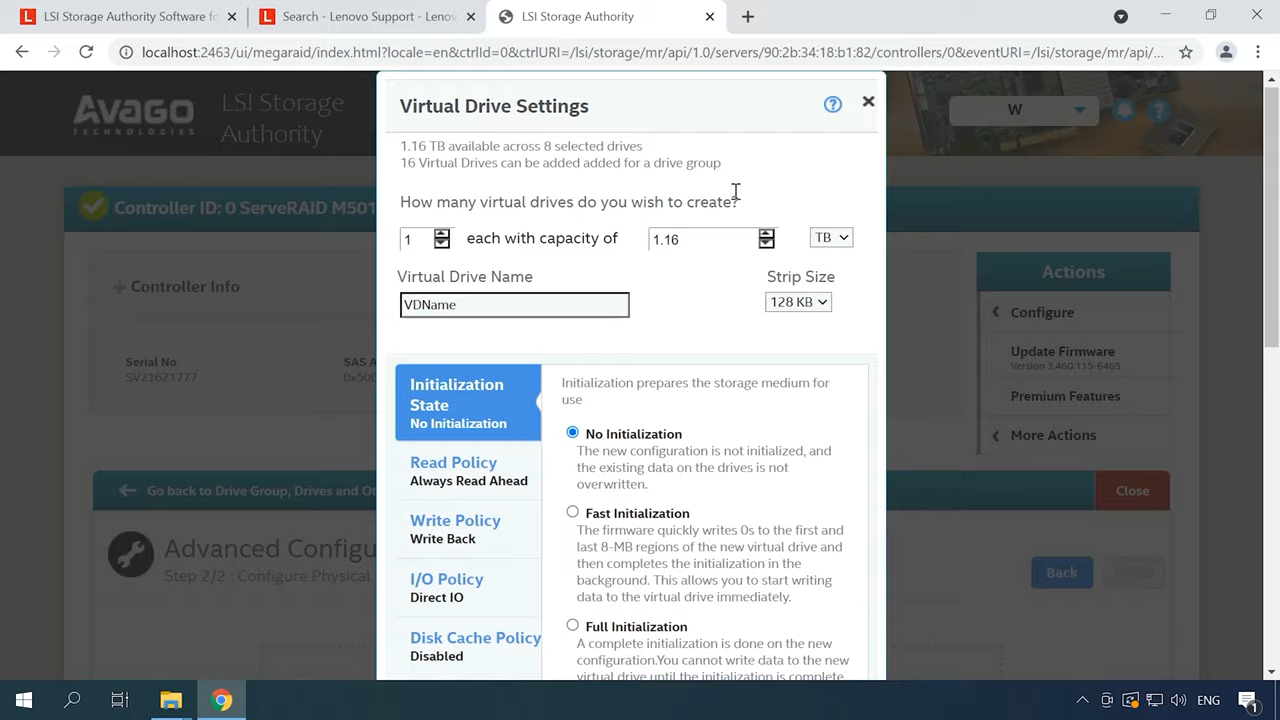 LSI Storage Authority Software fo
Search - Lenovo Support - Lenov
LSI Storage Authority
localhost:2463/ui/megaraid/index.html?locale=en&ctrlId=0&ctrlURI=/lsi/storage/mr/api/1.0/servers/90:2b:34:18:b1:82/controllers/0&eventURI=/lsi/storage/mr/api/...
AVAGO
TECHNOLOGIES
LSI Storage
Authority
W
Virtual Drive Settings
1.16 TB available across 8 selected drives
16 Virtual Drives can be added added for a drive group
How many virtual drives do you wish to create?
1 each with capacity of 1.16 TB
Virtual Drive Name
Strip Size
VDName
128 KB
Initialization
State
No Initialization
Read Policy
Always Read Ahead
Write Policy
Write Back
I/O Policy
Direct IO
Disk Cache Policy
Disabled
Initialization prepares the storage medium for
use
No Initialization
The new configuration is not initialized, and
the existing data on the drives is not
overwritten.
Fast Initialization
The firmware quickly writes 0s to the first and
last 8-MB regions of the new virtual drive and
then completes the initialization in the
background. This allows you to start writing
data to the virtual drive immediately.
Full Initialization
A complete initialization is done on the new
configuration.You cannot write data to the new
virtual drive until the initialization is complete
Controller ID: 0 ServeRAID M501
Controller Info
Serial No
SV21621777
SAS A
0x500
Actions
Configure
Update Firmware
Version 3.460.115-6465
Premium Features
More Actions
Go back to Drive Group, Drives and Ot
Close
Advanced Configu
Step 2/2 : Configure Physical
Back
ENG
1